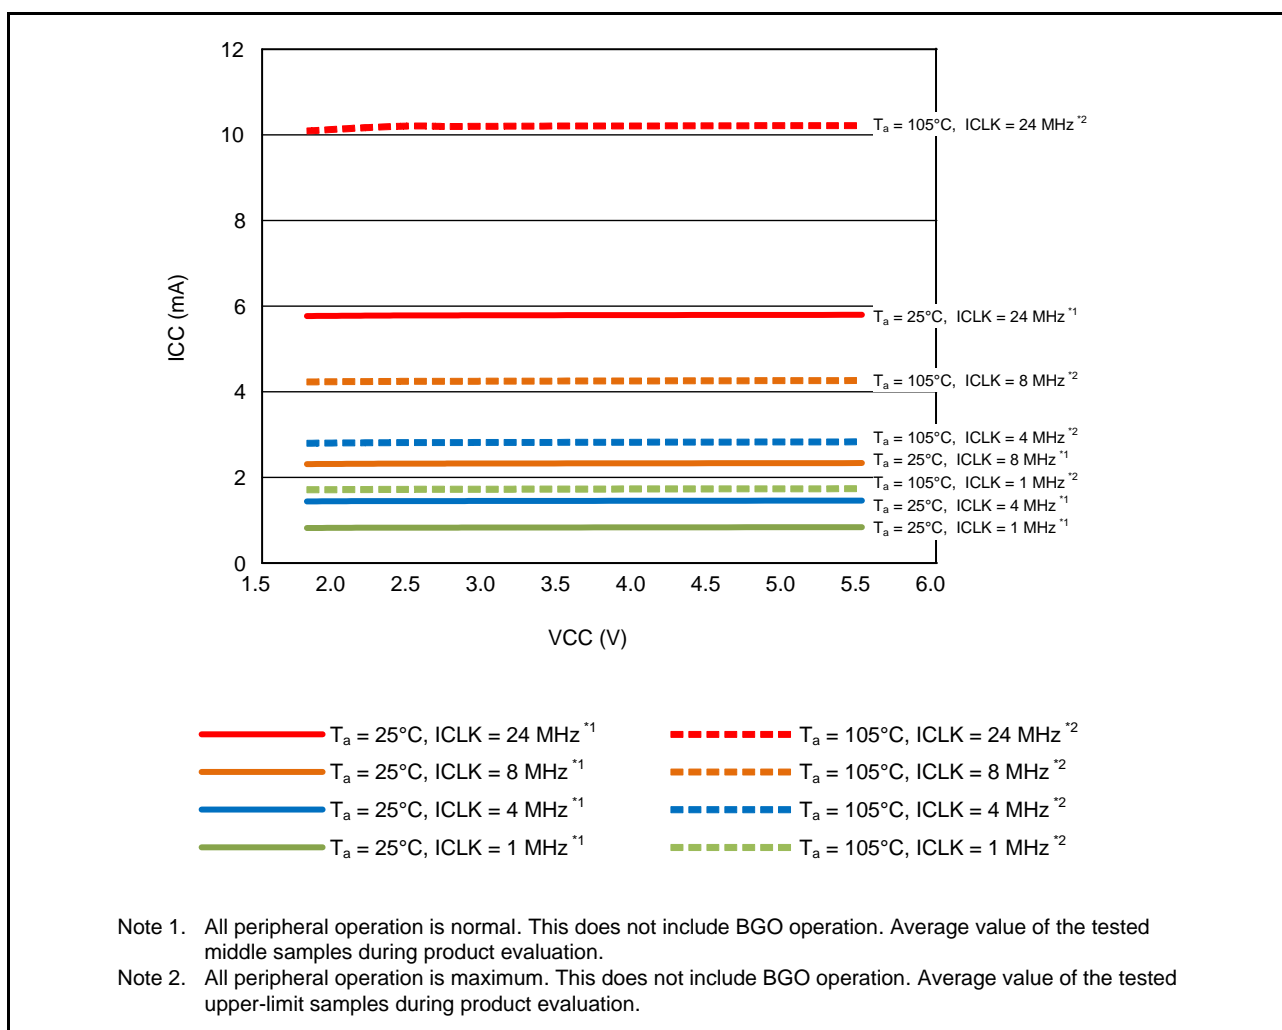 12
10
8
6
4
2
0
ICC (mA)
1.5 2.0 2.5 3.0 3.5 4.0 4.5 5.0 5.5 6.0
VCC (V)
Ta = 105°C, ICLK = 24 MHz *2
Ta = 25°C, ICLK = 24 MHz *1
Ta = 105°C, ICLK = 8 MHz *2
Ta = 105°C, ICLK = 4 MHz *2
Ta = 25°C, ICLK = 8 MHz *1
Ta = 105°C, ICLK = 1 MHz *2
Ta = 25°C, ICLK = 4 MHz *1
Ta = 25°C, ICLK = 1 MHz *1
Ta = 25°C, ICLK = 24 MHz *1 Ta = 105°C, ICLK = 24 MHz *2
Ta = 25°C, ICLK = 8 MHz *1 Ta = 105°C, ICLK = 8 MHz *2
Ta = 25°C, ICLK = 4 MHz *1 Ta = 105°C, ICLK = 4 MHz *2
Ta = 25°C, ICLK = 1 MHz *1 Ta = 105°C, ICLK = 1 MHz *2
Note 1. All peripheral operation is normal. This does not include BGO operation. Average value of the tested
middle samples during product evaluation.
Note 2. All peripheral operation is maximum. This does not include BGO operation. Average value of the tested
upper-limit samples during product evaluation.